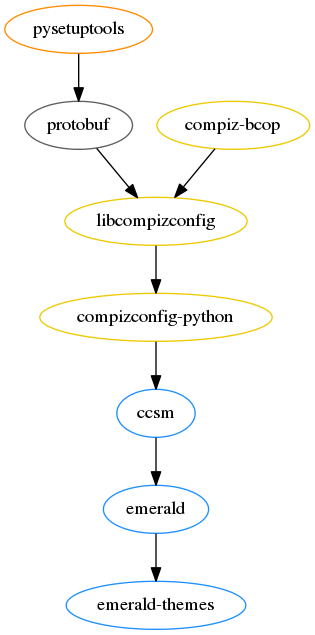 pysetuptools
protobuf
compiz-bcop
libcompizconfig
compizconfig-python
ccsm
emerald
emerald-themes